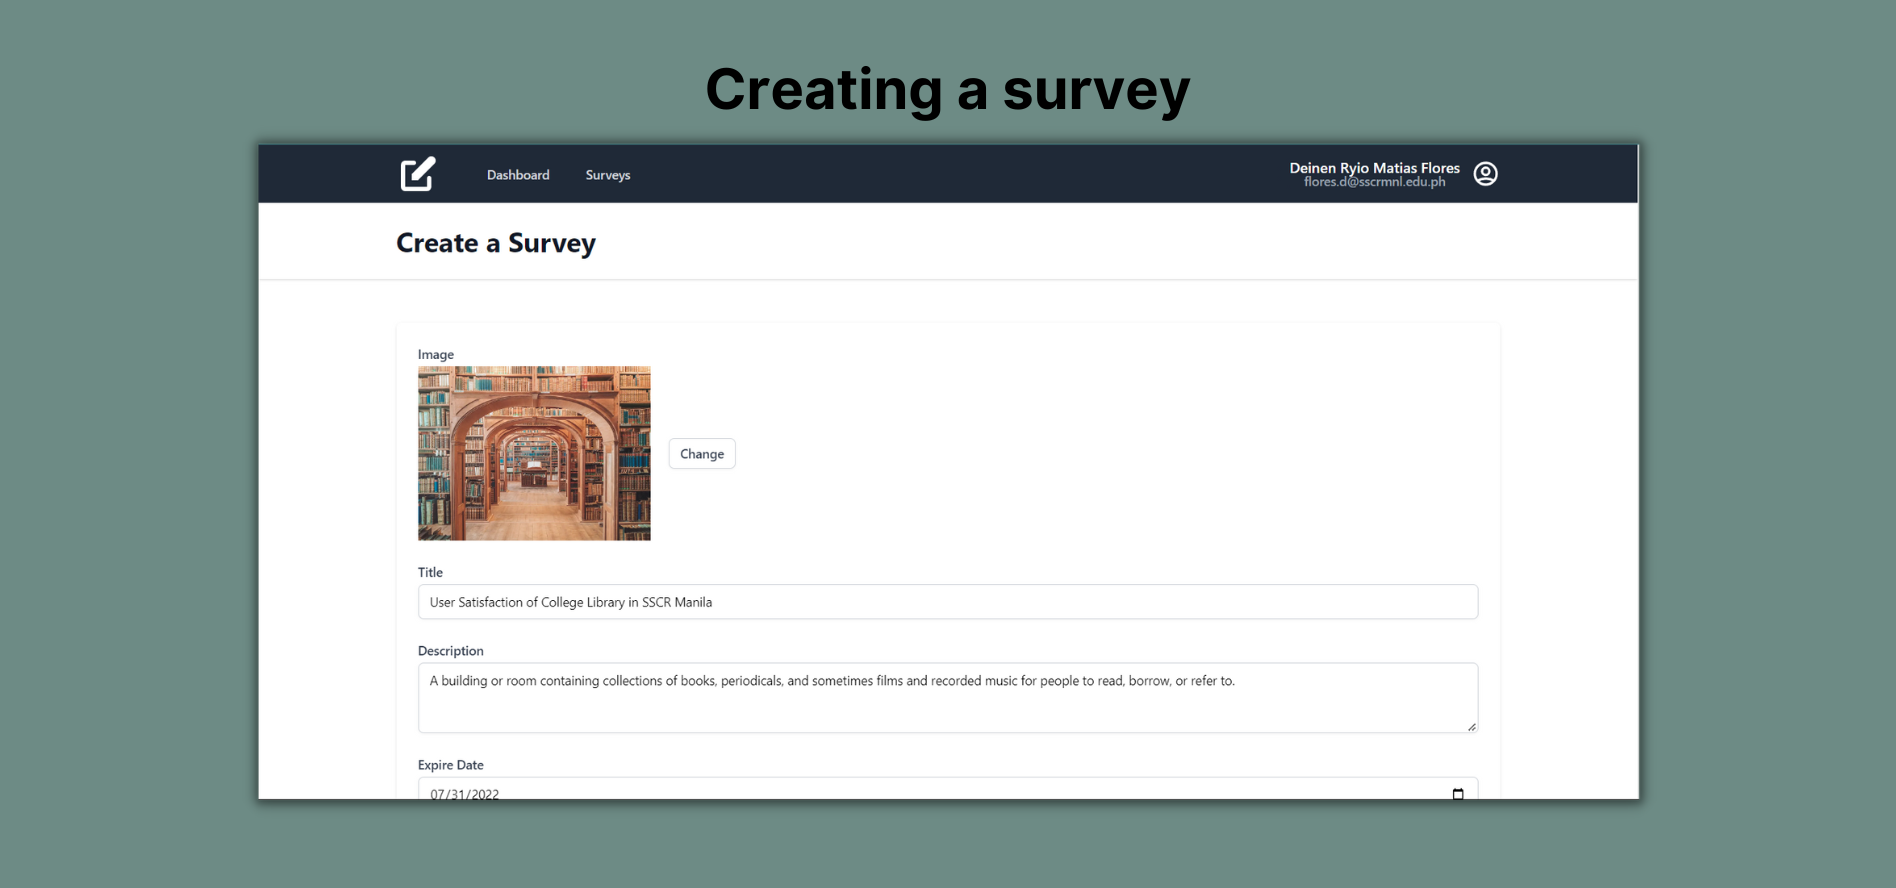 Creating a survey
Dashboard
Surveys
Deinen Ryio Matias Flores
flores.d@sscrmnl.edu.ph
Create a Survey
Image
Change
Title
User Satisfaction of College Library in SSCR Manila
Description
A building or room containing collections of books, periodicals, and sometimes films and recorded music for people to read, borrow, or refer to.
Expire Date
07/31/2022